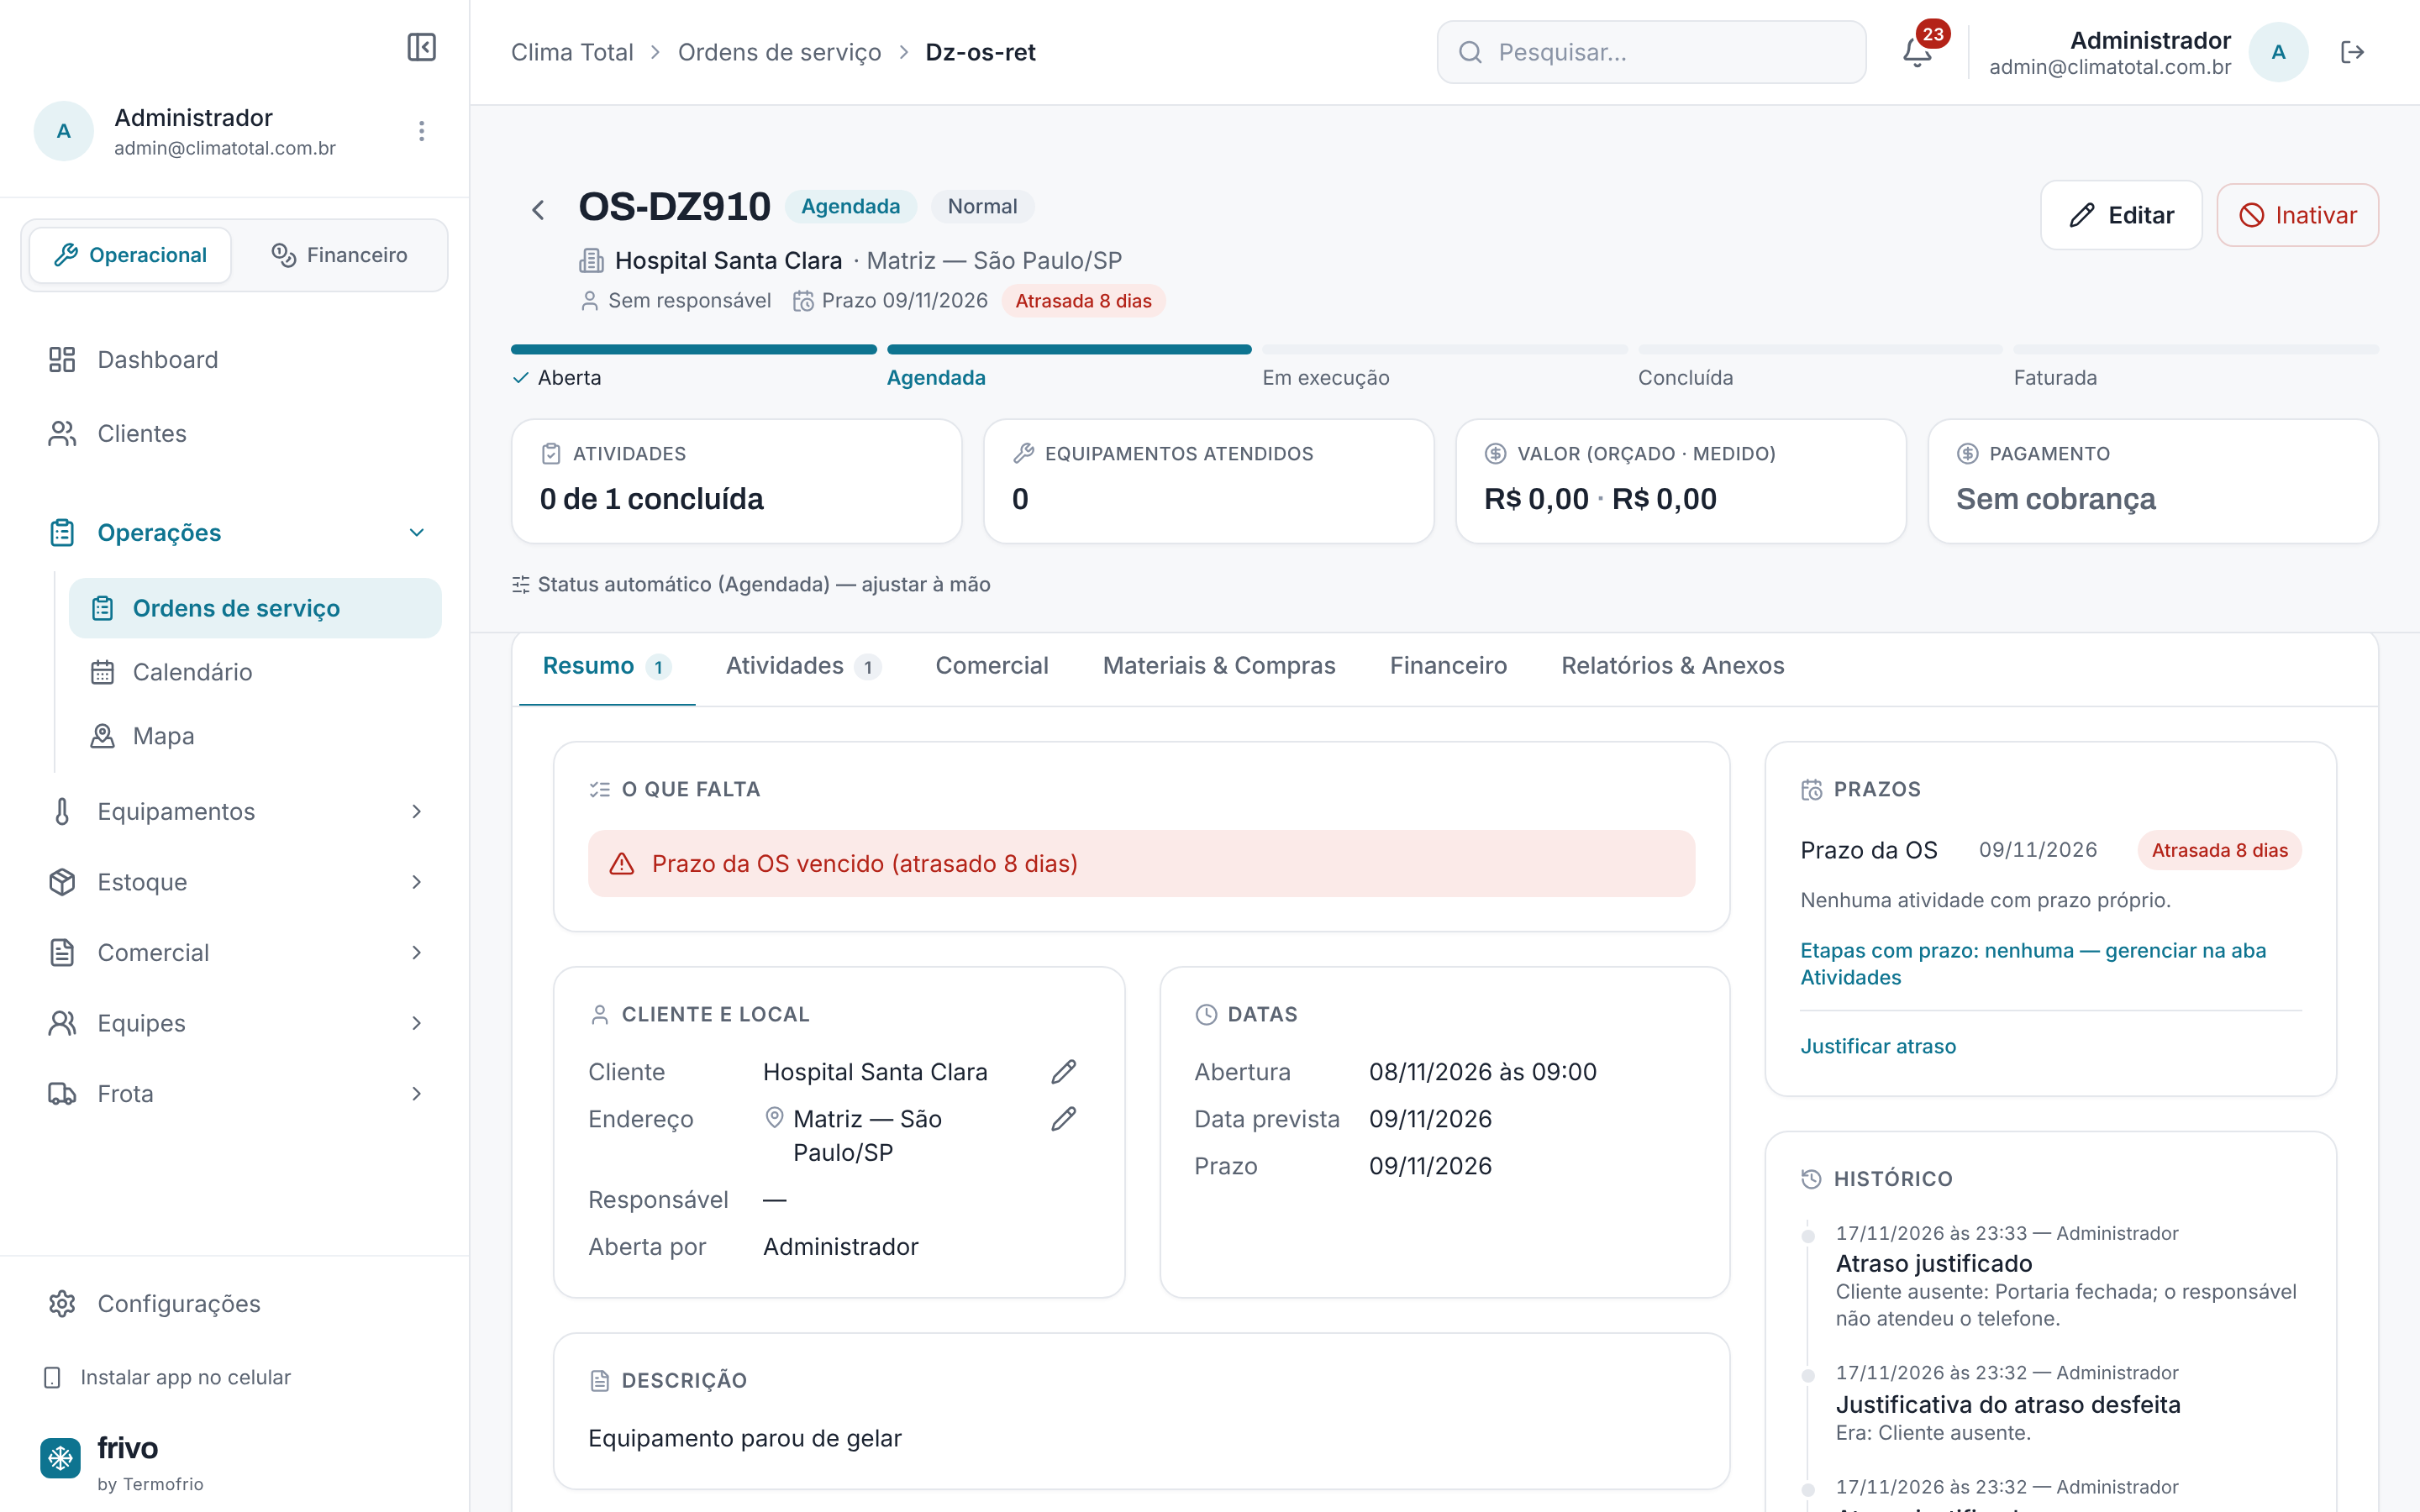 Clima Total > Ordens de serviço > Dz-os-ret
Pesquisar...
23
Administrador
admin@climatotal.com.br
A
A
Administrador
admin@climatotal.com.br
Operacional
Financeiro
Dashboard
Clientes
Operações
Ordens de serviço
Calendário
Mapa
Equipamentos
Estoque
Comercial
Equipes
Frota
Configurações
Instalar app no celular
frivo
by Termofrio
OS-DZ910 Agendada Normal
Hospital Santa Clara · Matriz — São Paulo/SP
Sem responsável Prazo 09/11/2026 Atrasada 8 dias
Editar
Inativar
Aberta
Agendada
Em execução
Concluída
Faturada
ATIVIDADES
0 de 1 concluída
EQUIPAMENTOS ATENDIDOS
0
VALOR (ORÇADO · MEDIDO)
R$ 0,00 · R$ 0,00
PAGAMENTO
Sem cobrança
Status automático (Agendada) — ajustar à mão
Resumo 1
Atividades 1
Comercial
Materiais & Compras
Financeiro
Relatórios & Anexos
O QUE FALTA
Prazo da OS vencido (atrasado 8 dias)
CLIENTE E LOCAL
Cliente Hospital Santa Clara
Endereço Matriz — São
Paulo/SP
Responsável —
Aberta por Administrador
DATAS
Abertura 08/11/2026 às 09:00
Data prevista 09/11/2026
Prazo 09/11/2026
DESCRIÇÃO
Equipamento parou de gelar
PRAZOS
Prazo da OS 09/11/2026 Atrasada 8 dias
Nenhuma atividade com prazo próprio.
Etapas com prazo: nenhuma — gerenciar na aba
Atividades
Justificar atraso
HISTÓRICO
17/11/2026 às 23:33 — Administrador
Atraso justificado
Cliente ausente: Portaria fechada; o responsável
não atendeu o telefone.
17/11/2026 às 23:32 — Administrador
Justificativa do atraso desfeita
Era: Cliente ausente.
17/11/2026 às 23:32 — Administrador